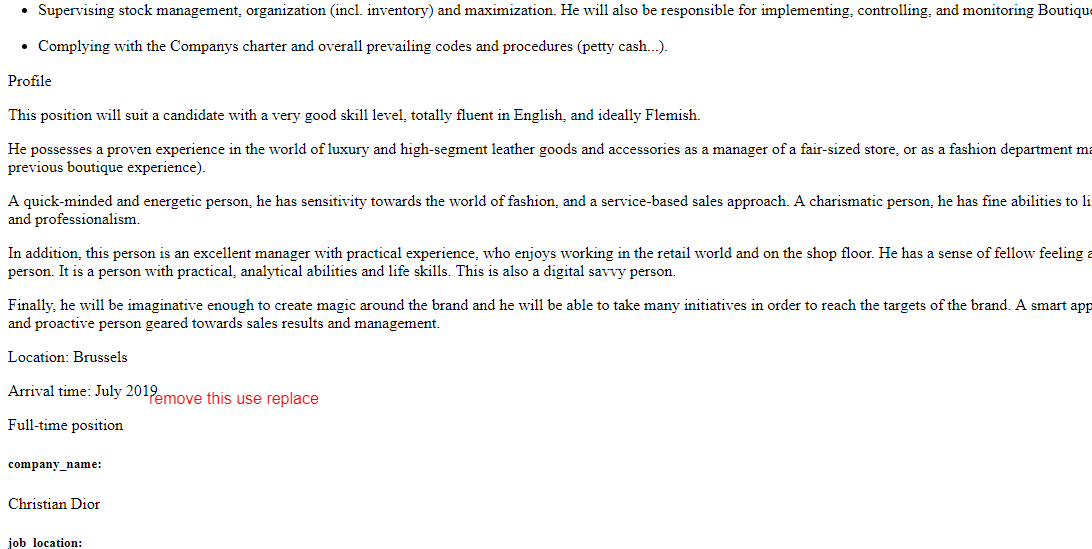 Supervising stock management, organization (incl. inventory) and maximization. He will also be responsible for implementing, controlling, and monitoring Boutique
Complying with the Companys charter and overall prevailing codes and procedures (petty cash...).
Profile
This position will suit a candidate with a very good skill level, totally fluent in English, and ideally Flemish.
He possesses a proven experience in the world of luxury and high-segment leather goods and accessories as a manager of a fair-sized store, or as a fashion department ma
previous boutique experience).
A quick-minded and energetic person, he has sensitivity towards the world of fashion, and a service-based sales approach. A charismatic person, he has fine abilities to li
and professionalism.
In addition, this person is an excellent manager with practical experience, who enjoys working in the retail world and on the shop floor. He has a sense of fellow feeling a
person. It is a person with practical, analytical abilities and life skills. This is also a digital savvy person.
Finally, he will be imaginative enough to create magic around the brand and he will be able to take many initiatives in order to reach the targets of the brand. A smart app
and proactive person geared towards sales results and management.
Location: Brussels
Arrival time: July 2019
remove this use replace
Full-time position
company_name:
Christian Dior
job_location: